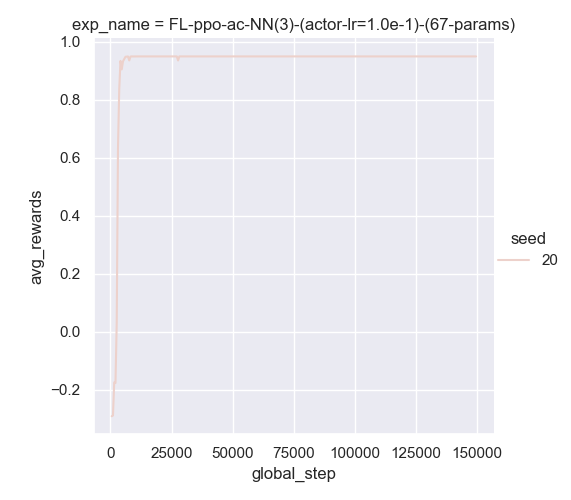 exp_name = FL-ppo-ac-NN(3)-(actor-lr=1.0e-1)-(67-params)
1.0
0.8
0.6
0.4
0.2
0.0
−0.2
avg_rewards
0 25000 50000 75000 100000 125000 150000
global_step
seed
20